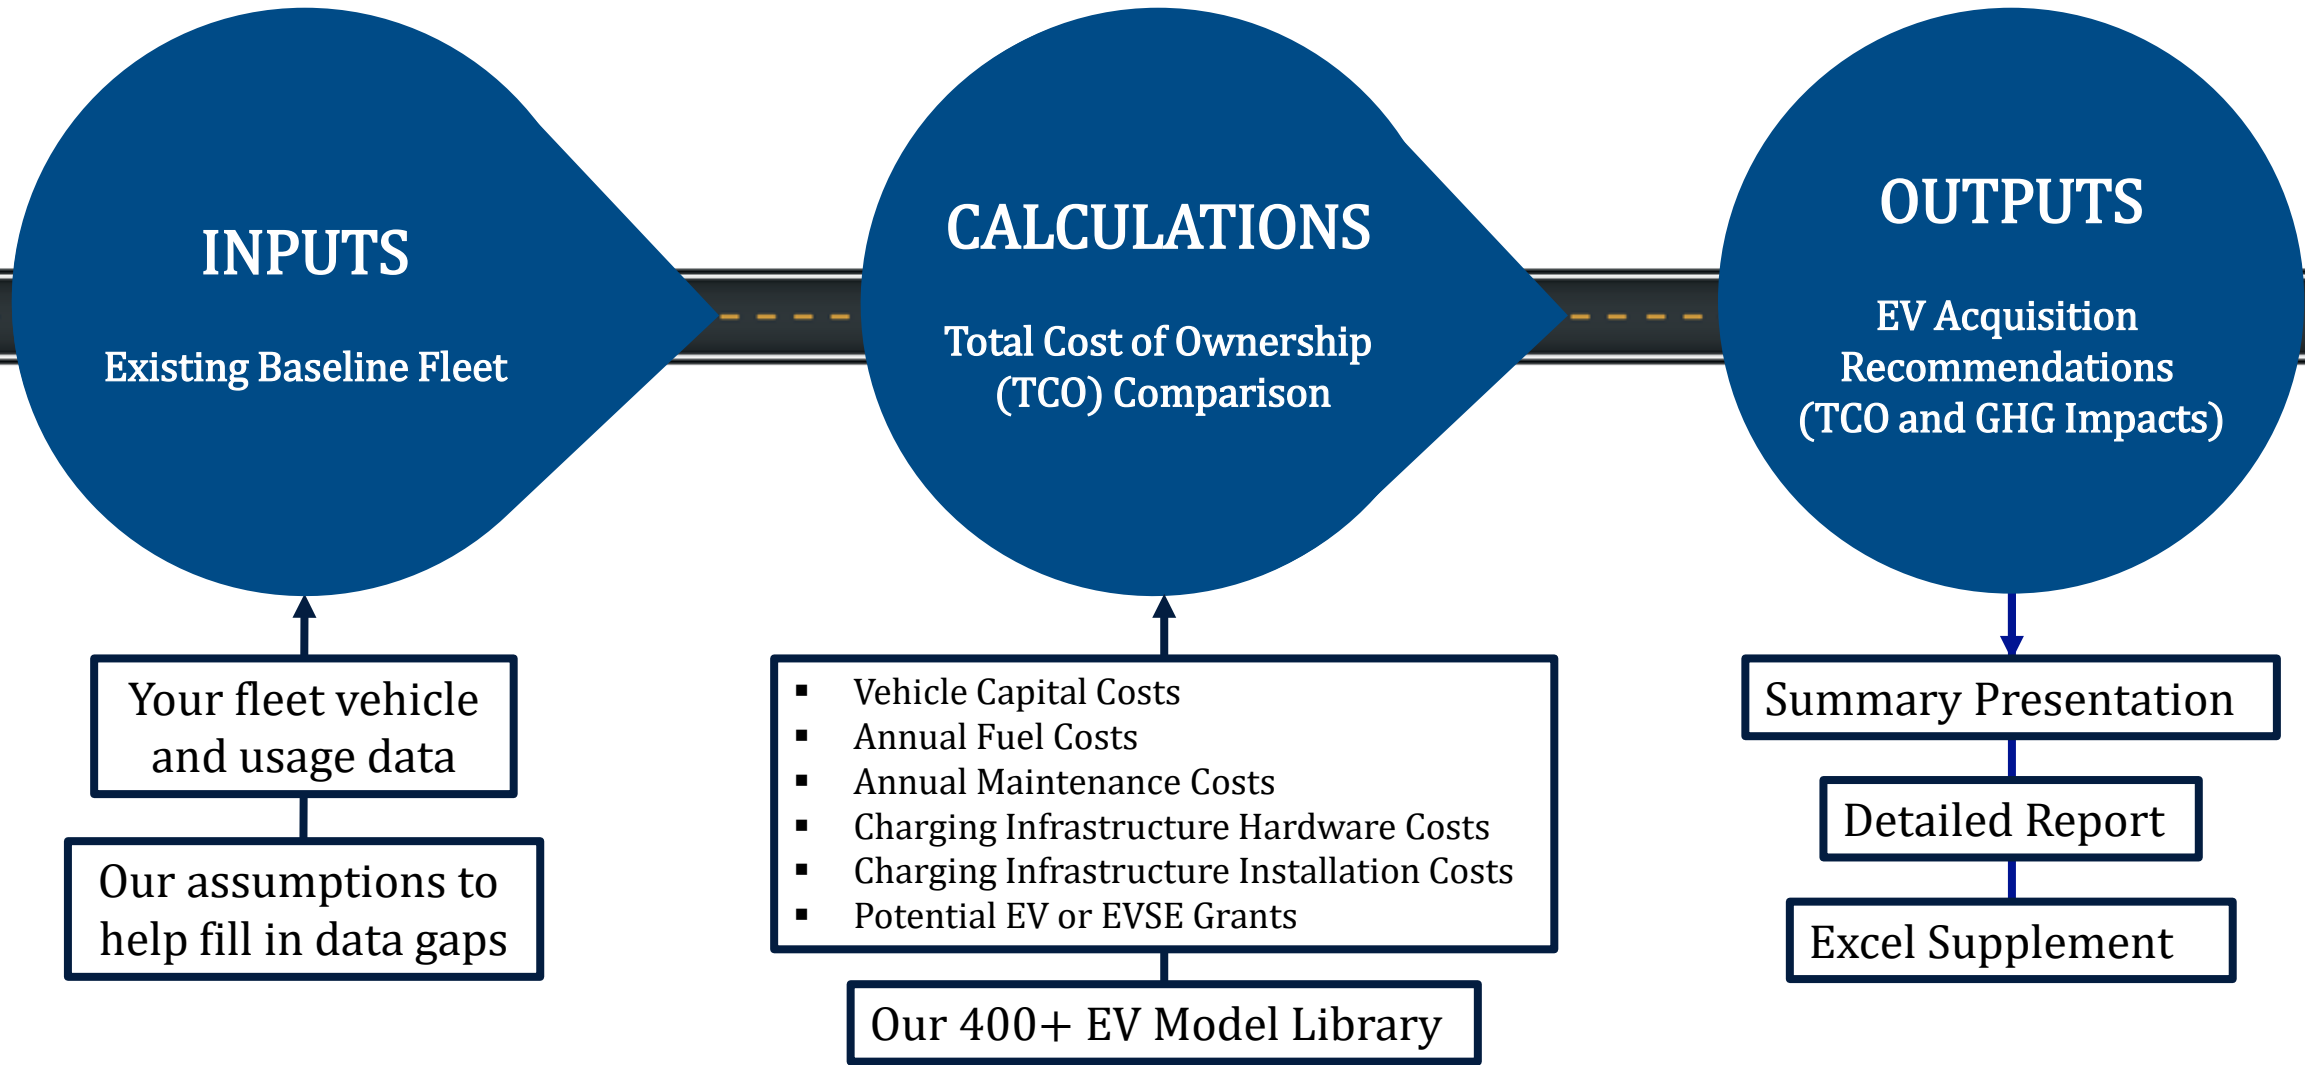 INPUTS
Existing Baseline Fleet
Your fleet vehicle
and usage data
Our assumptions to
help fill in data gaps
CALCULATIONS
Total Cost of Ownership
(TCO) Comparison
▪ Vehicle Capital Costs
▪ Annual Fuel Costs
▪ Annual Maintenance Costs
▪ Charging Infrastructure Hardware Costs
▪ Charging Infrastructure Installation Costs
▪ Potential EV or EVSE Grants
Our 400+ EV Model Library
OUTPUTS
EV Acquisition
Recommendations
(TCO and GHG Impacts)
Summary Presentation
Detailed Report
Excel Supplement